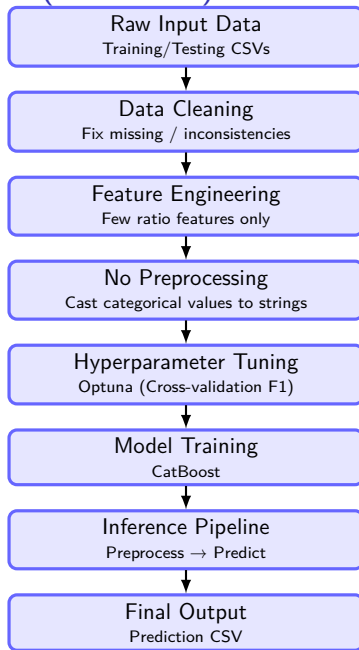 Raw Input Data
Training/Testing CSVs
Data Cleaning
Fix missing / inconsistencies
Feature Engineering
Few ratio features only
No Preprocessing
Cast categorical values to strings
Hyperparameter Tuning
Optuna (Cross-validation F1)
Model Training
CatBoost
Inference Pipeline
Preprocess → Predict
Final Output
Prediction CSV